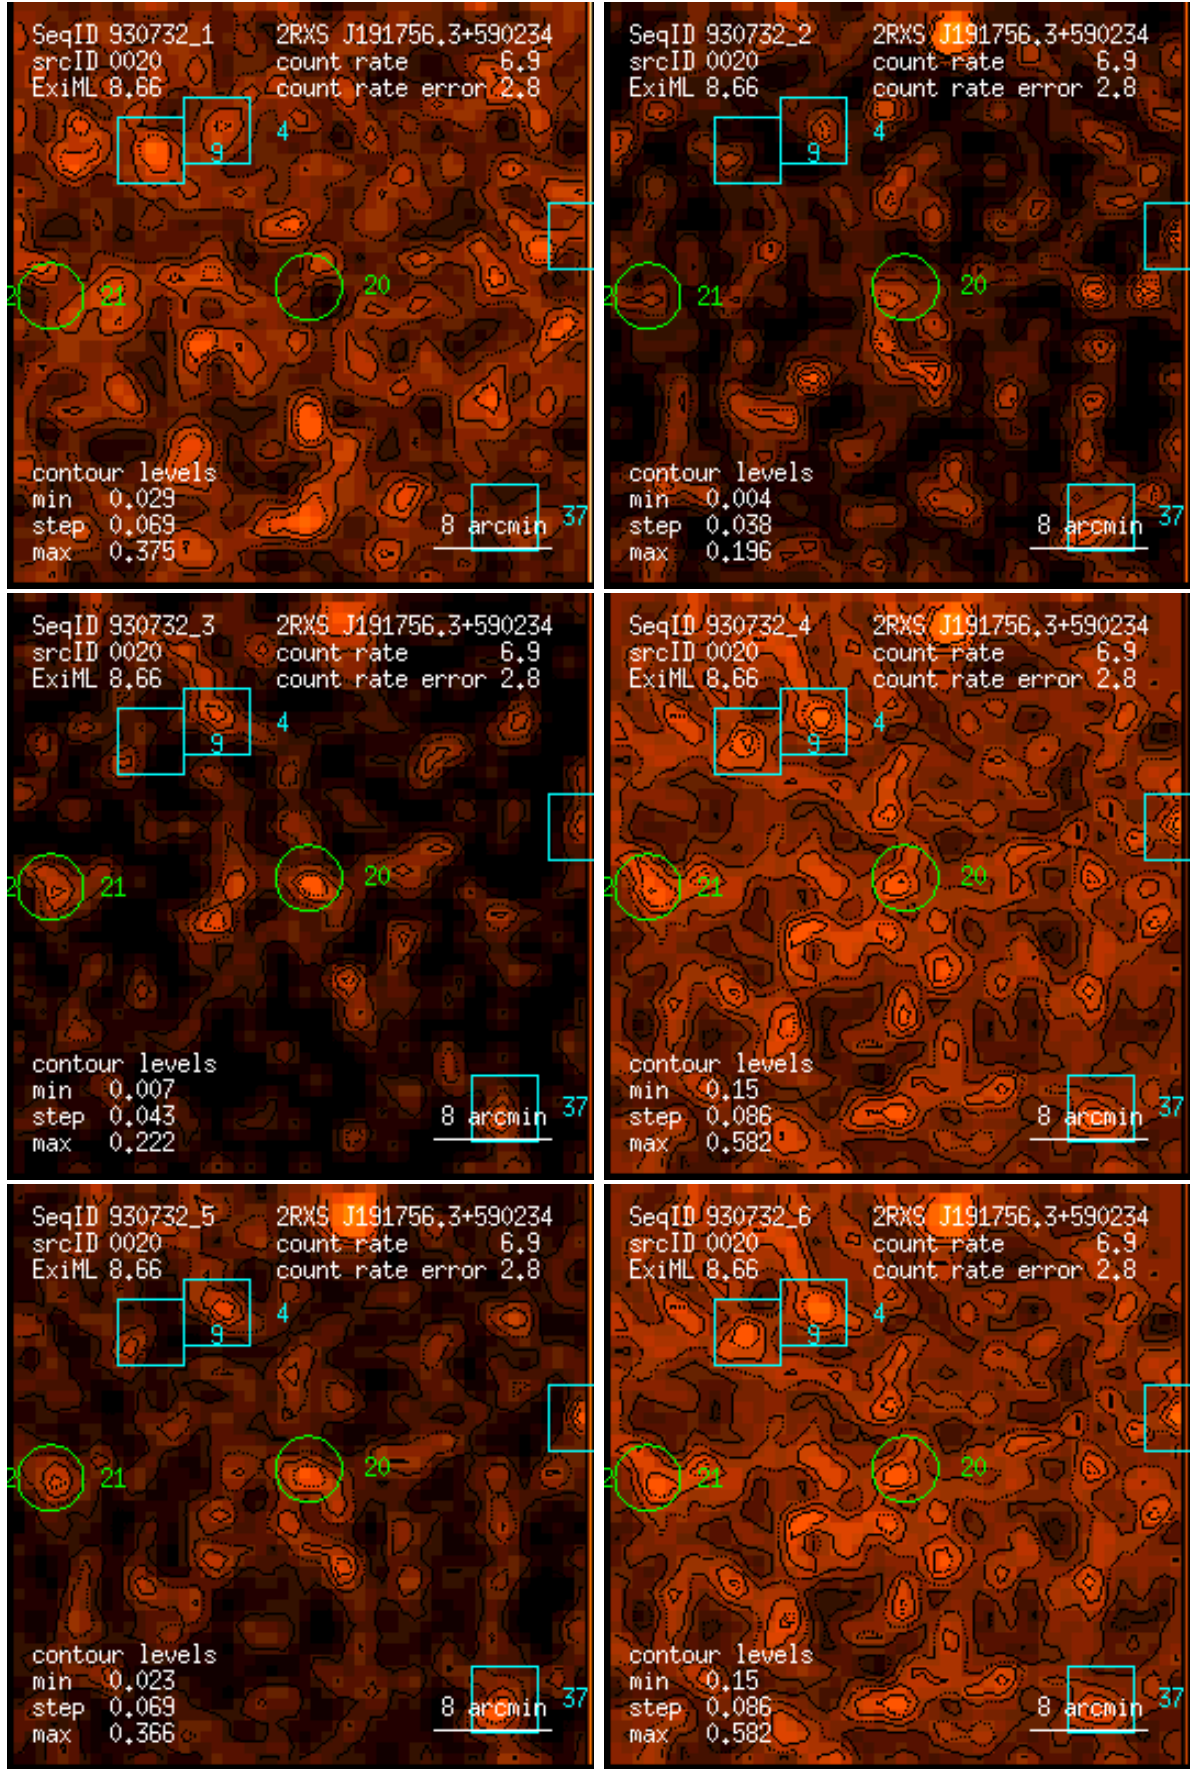 SeqID 930732_1 2RXS J191756.3+590234
srcID 0020 count rate 6.9
ExiML 8.66 count rate error 2.8
4
9
20
2 21
contour levels
min 0.029
step 0.069
max 0.375
8 arcmin
37
SeqID 930732_2 2RXS J191756.3+590234
srcID 0020 count rate 6.9
ExiML 8.66 count rate error 2.8
4
9
20
2 21
contour levels
min 0.004
step 0.038
max 0.196
8 arcmin
37
SeqID 930732_3 2RXS J191756.3+590234
srcID 0020 count rate 6.9
ExiML 8.66 count rate error 2.8
4
9
20
2 21
contour levels
min 0.007
step 0.043
max 0.222
8 arcmin
37
SeqID 930732_4 2RXS J191756.3+590234
srcID 0020 count rate 6.9
ExiML 8.66 count rate error 2.8
4
9
20
2 21
contour levels
min 0.15
step 0.086
max 0.582
8 arcmin
37
SeqID 930732_5 2RXS J191756.3+590234
srcID 0020 count rate 6.9
ExiML 8.66 count rate error 2.8
4
9
20
2 21
contour levels
min 0.023
step 0.069
max 0.366
8 arcmin
37
SeqID 930732_6 2RXS J191756.3+590234
srcID 0020 count rate 6.9
ExiML 8.66 count rate error 2.8
4
9
20
2 21
contour levels
min 0.15
step 0.086
max 0.582
8 arcmin
37